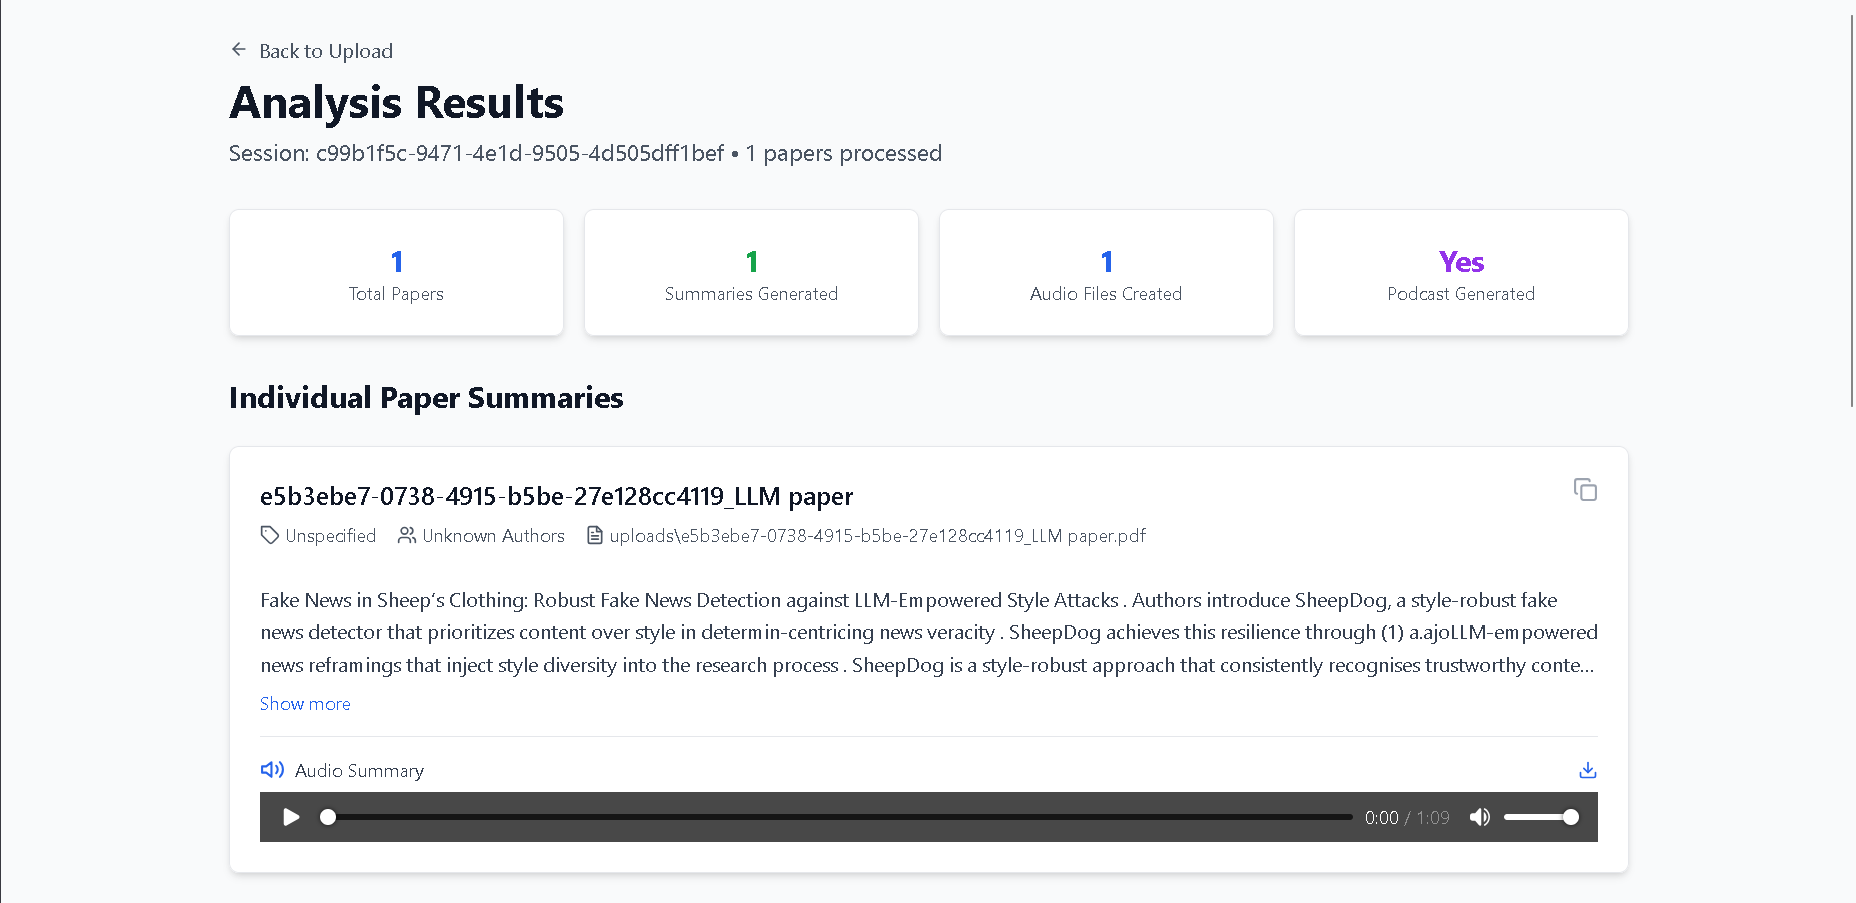 Back to Upload
Analysis Results
Session: c99b1f5c-9471-4e1d-9505-4d505dff1bef • 1 papers processed
1
Total Papers
1
Summaries Generated
1
Audio Files Created
Yes
Podcast Generated
Individual Paper Summaries
e5b3ebe7-0738-4915-b5be-27e128cc4119_LLM paper
Unspecified
Unknown Authors
uploads\e5b3ebe7-0738-4915-b5be-27e128cc4119_LLM paper.pdf
Fake News in Sheep's Clothing: Robust Fake News Detection against LLM-Empowered Style Attacks . Authors introduce SheepDog, a style-robust fake
news detector that prioritizes content over style in determin-centricing news veracity . SheepDog achieves this resilience through (1) a.ajoLLM-empowered
news reframings that inject style diversity into the research process . SheepDog is a style-robust approach that consistently recognises trustworthy conte...
Show more
Audio Summary
0:00 / 1:09